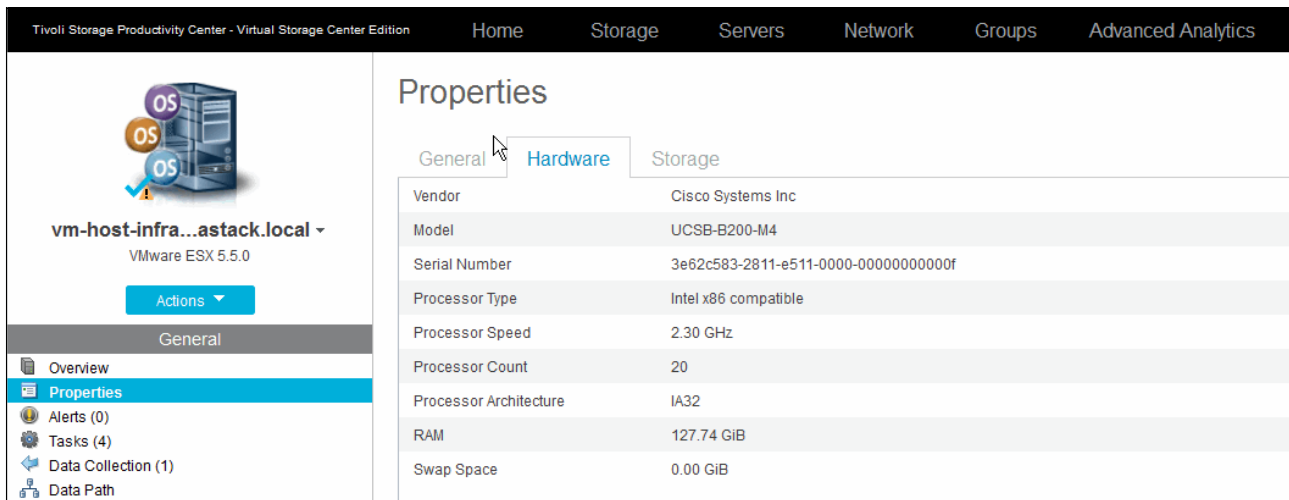 Tivoli Storage Productivity Center - Virtual Storage Center Edition Home Storage Servers Network Groups Advanced Analytics
OS
OS
OS
vm-host-infra...astack.local
VMware ESX 5.5.0
Actions
General
Overview
Properties
Alerts (0)
Tasks (4)
Data Collection (1)
Data Path
Properties
General Hardware Storage
Vendor Cisco Systems Inc
Model UCSB-B200-M4
Serial Number 3e62c583-2811-e511-0000-00000000000f
Processor Type Intel x86 compatible
Processor Speed 2.30 GHz
Processor Count 20
Processor Architecture IA32
RAM 127.74 GiB
Swap Space 0.00 GiB